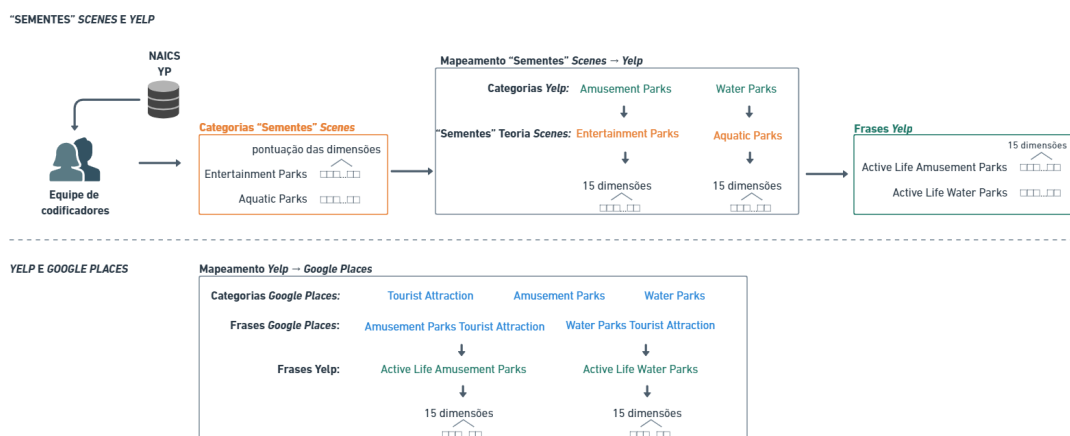 “SEMENTES” SCENES E YELP
NAICS
YP
Equipe de
codificadores
Categorias “Sementes” Scenes
pontuação das dimensões
Entertainment Parks
Aquatic Parks
Mapeamento “Sementes” Scenes → Yelp
Categorias Yelp: Amusement Parks Water Parks
“Sementes” Teoria Scenes: Entertainment Parks Aquatic Parks
15 dimensões 15 dimensões
Frases Yelp
15 dimensões
Active Life Amusement Parks
Active Life Water Parks
YELP E GOOGLE PLACES
Mapeamento Yelp → Google Places
Categorias Google Places: Tourist Attraction Amusement Parks Water Parks
Frases Google Places: Amusement Parks Tourist Attraction Water Parks Tourist Attraction
Frases Yelp: Active Life Amusement Parks Active Life Water Parks
15 dimensões 15 dimensões